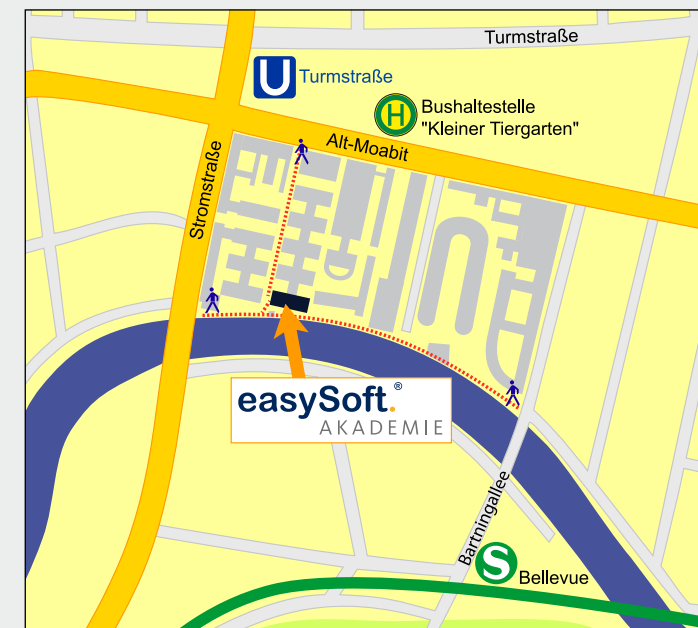 Turmstraße
U Turmstraße
H Bushaltestelle
"Kleiner Tiergarten"
Alt-Moabit
Stromstraße
easySoft.®
AKADEMIE
Bartningallee
S Bellevue